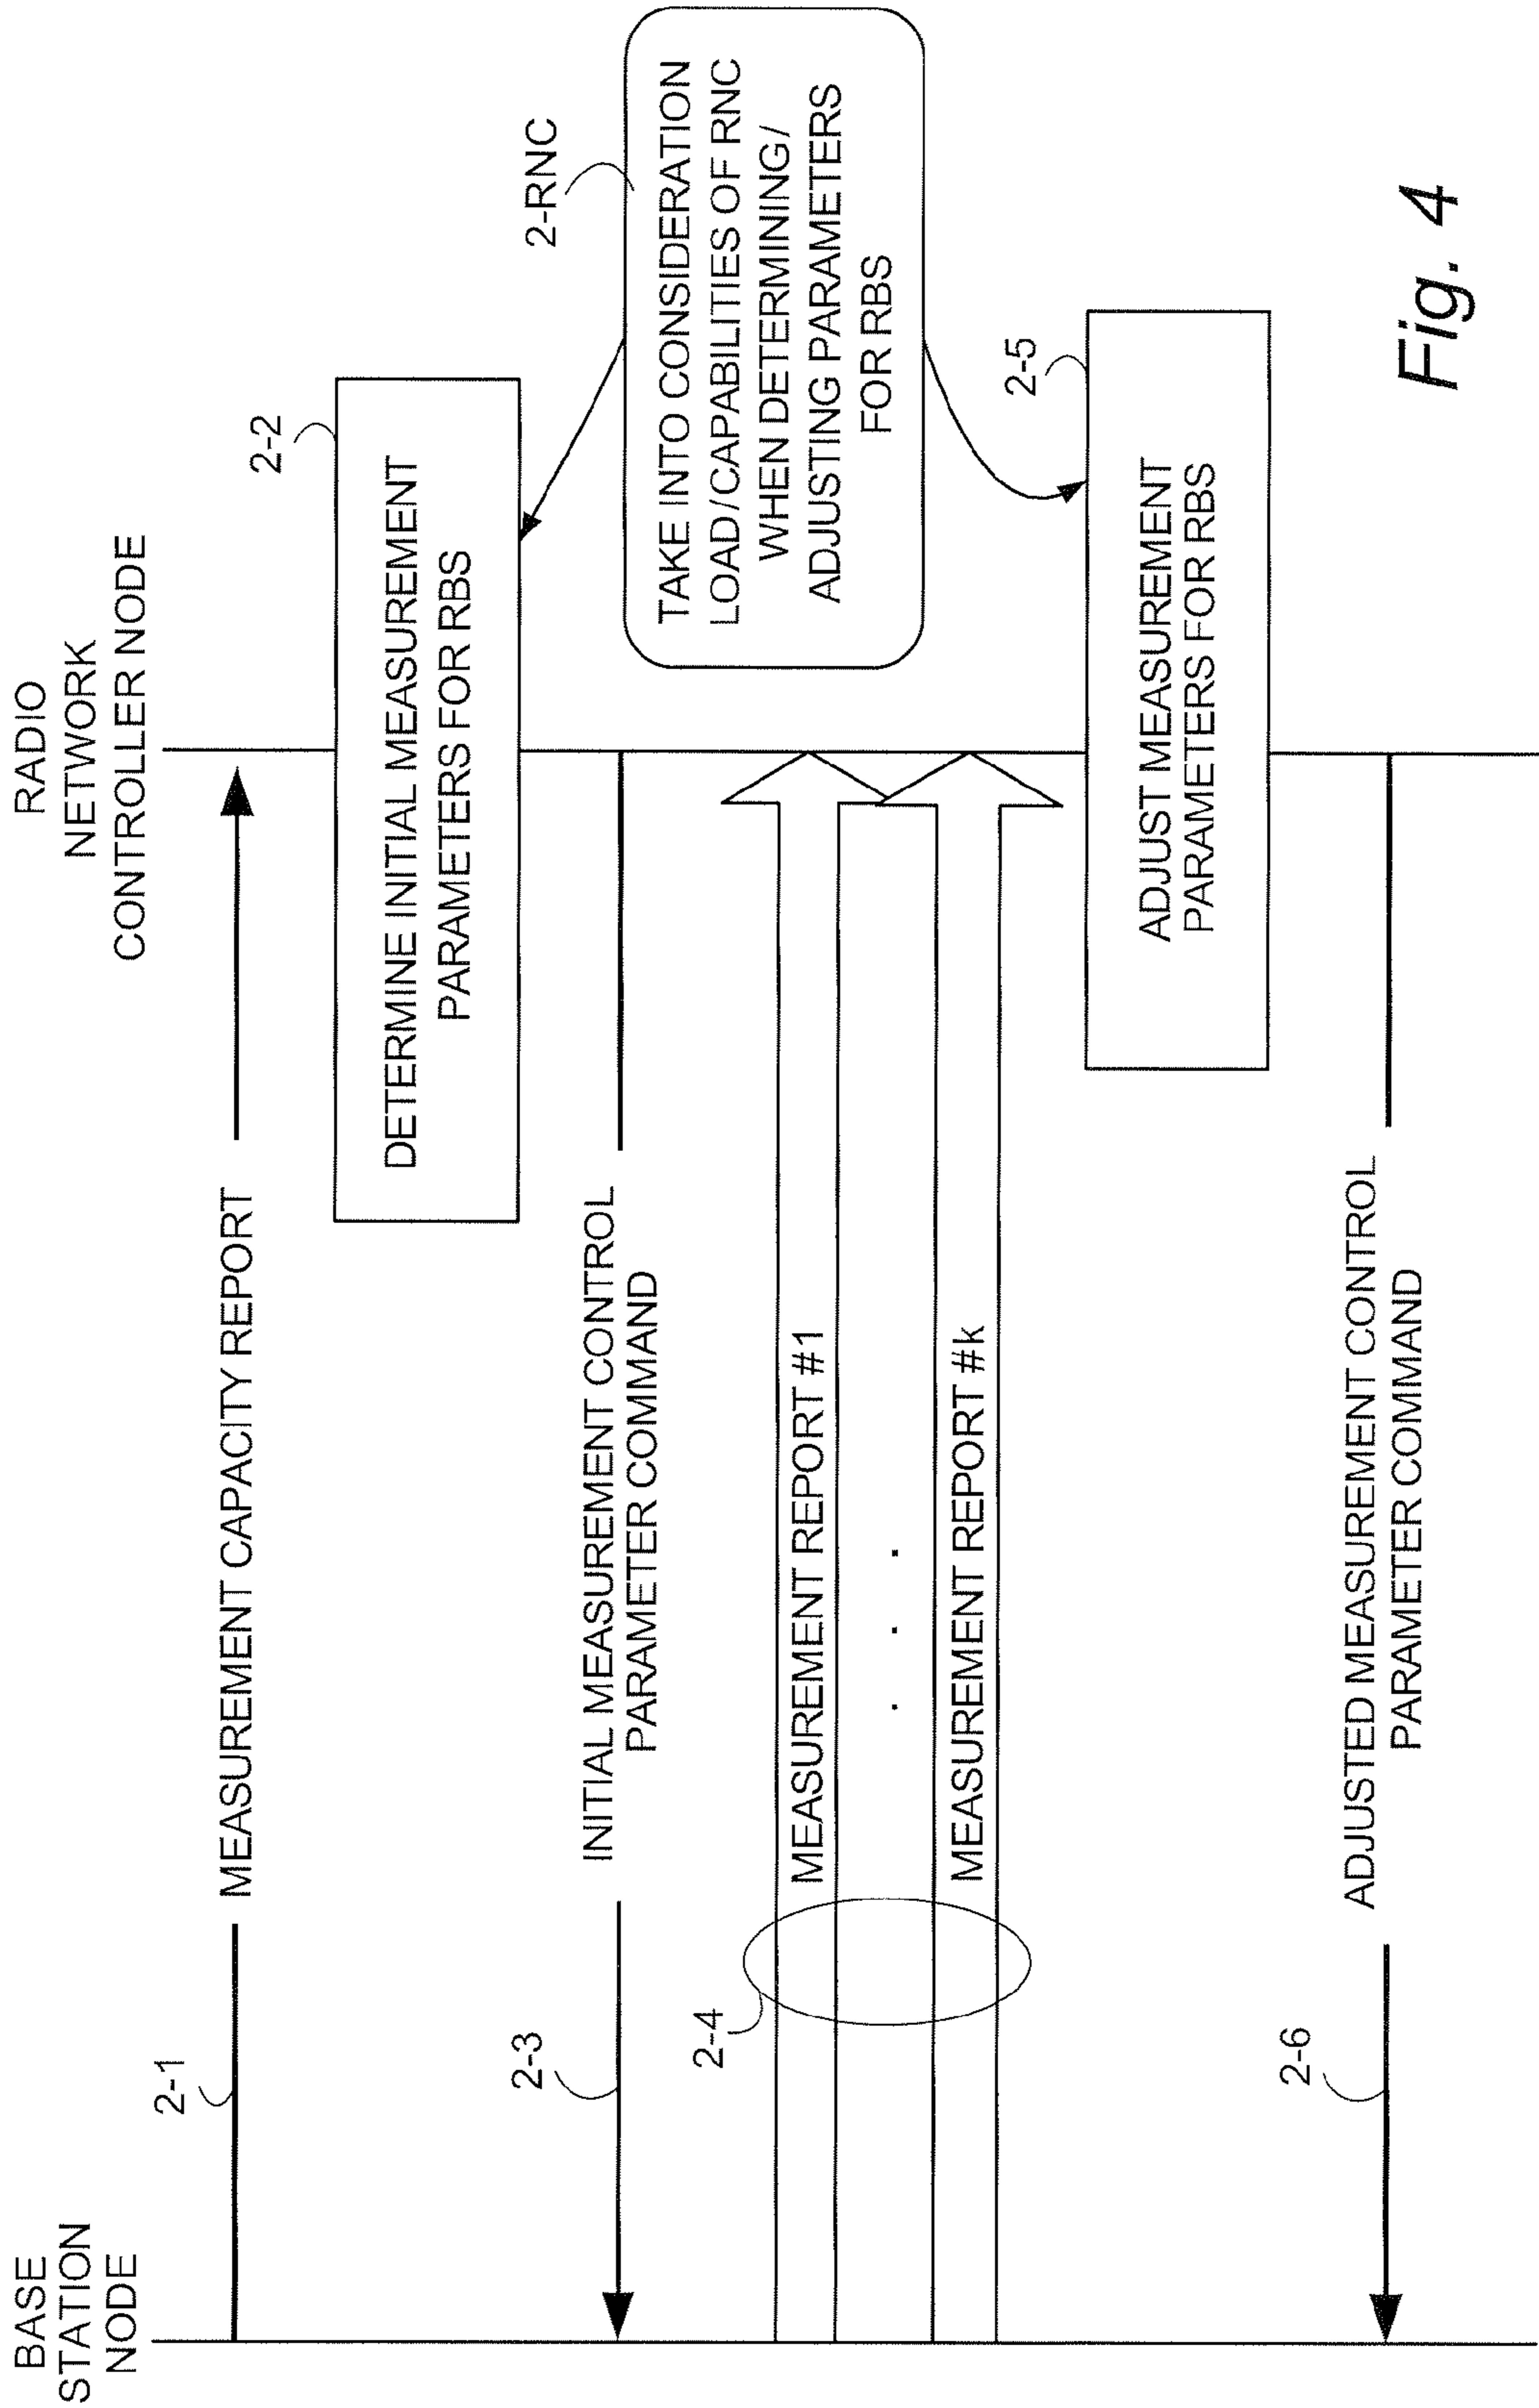 BASE
STATION
NODE
RADIO
NETWORK
CONTROLLER NODE
2-1
MEASUREMENT CAPACITY REPORT
2-2
DETERMINE INITIAL MEASUREMENT
PARAMETERS FOR RBS
2-3
INITIAL MEASUREMENT CONTROL
PARAMETER COMMAND
2-RNC
TAKE INTO CONSIDERATION
LOAD/CAPABILITIES OF RNC
WHEN DETERMINING/
ADJUSTING PARAMETERS
FOR RBS
2-4
MEASUREMENT REPORT #1
. . .
MEASUREMENT REPORT #k
2-5
ADJUST MEASUREMENT
PARAMETERS FOR RBS
2-6
ADJUSTED MEASUREMENT CONTROL
PARAMETER COMMAND
Fig. 4